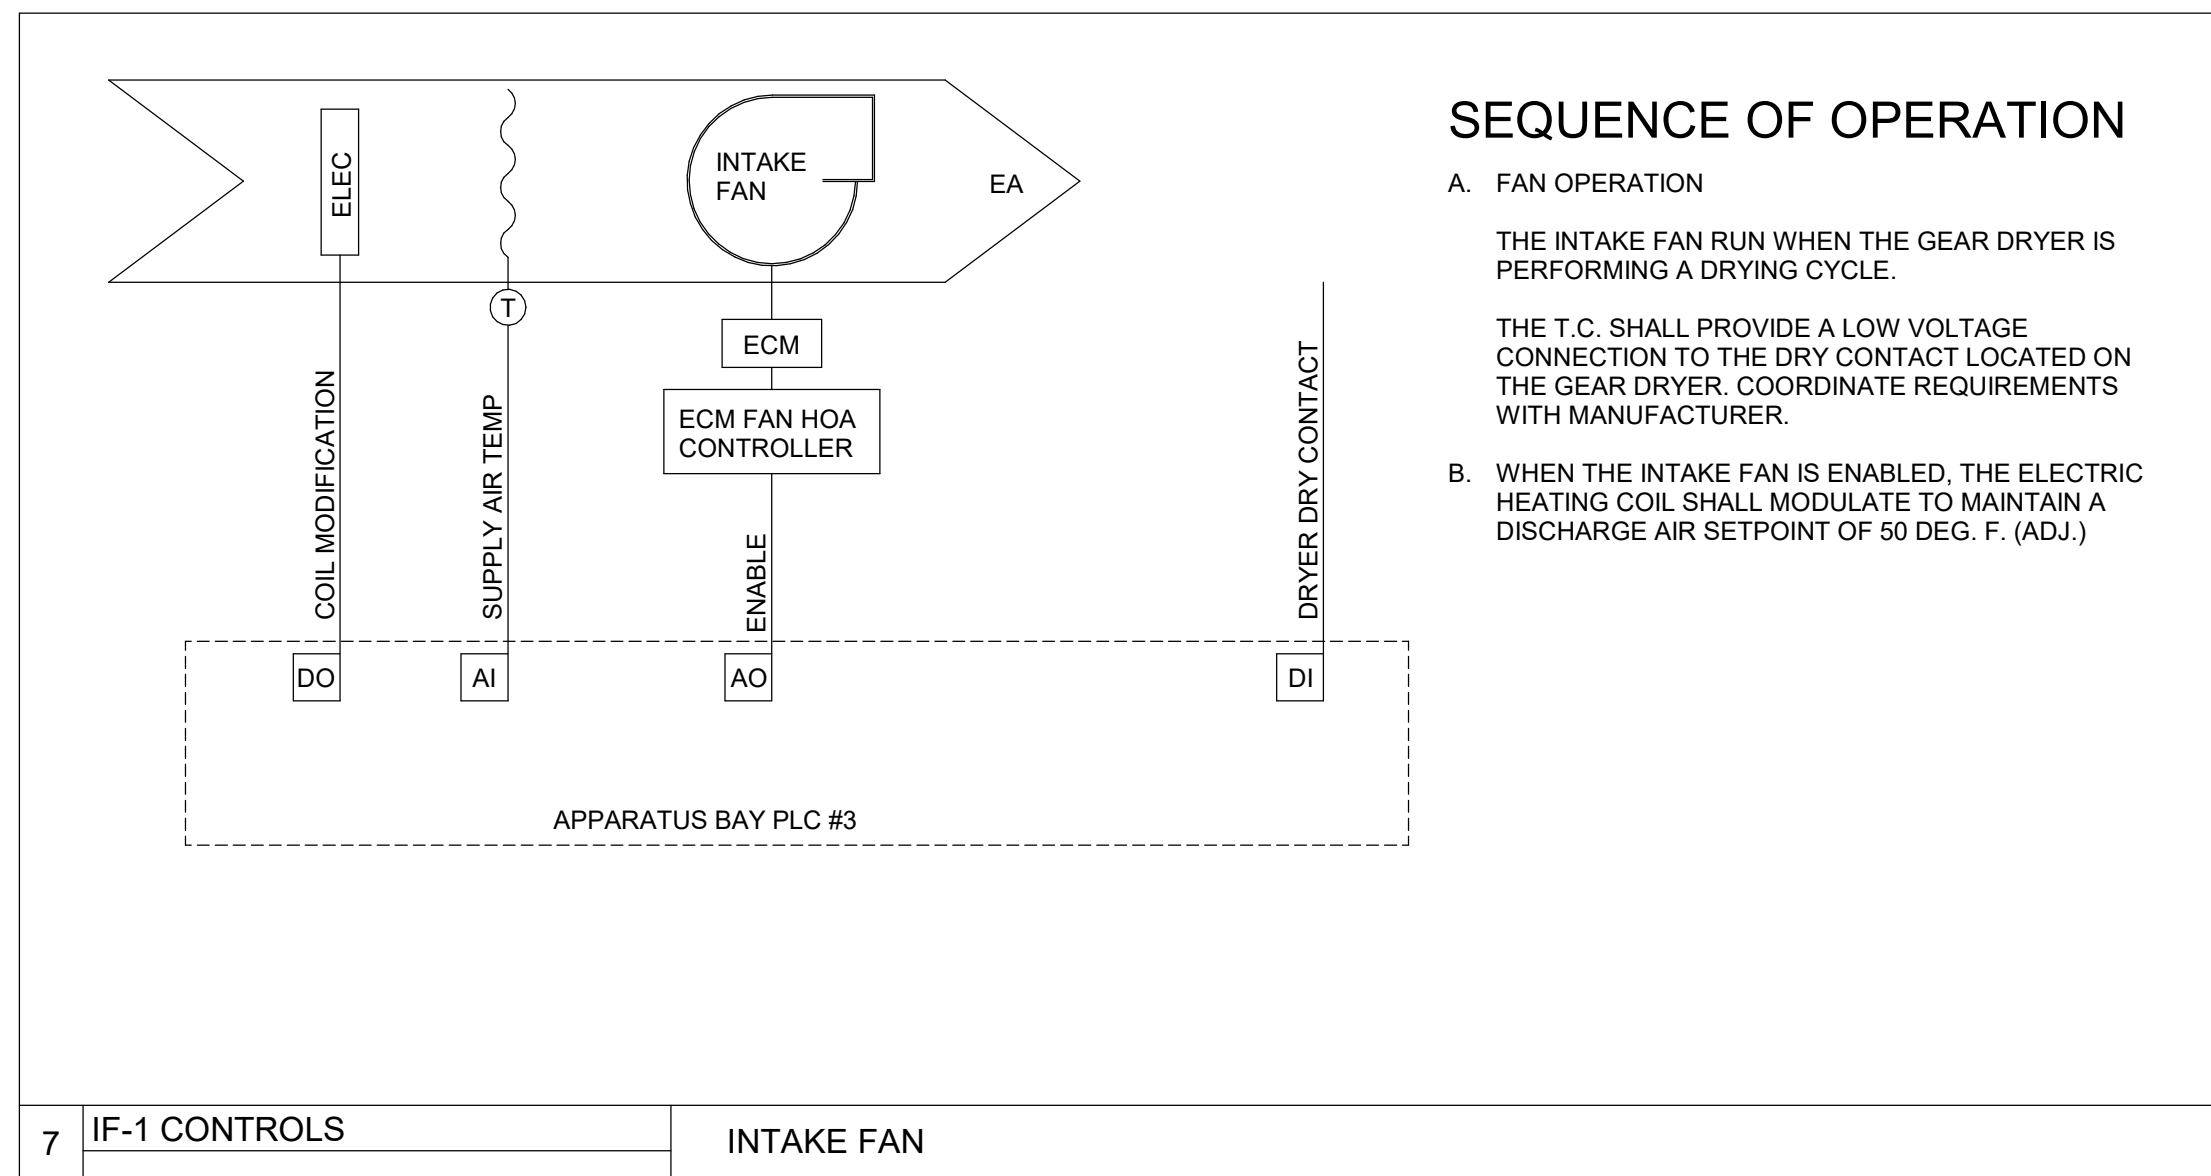 ELEC
INTAKE
FAN
EA
T
ECM
ECM FAN HOA
CONTROLLER
COIL MODIFICATION
SUPPLY AIR TEMP
ENABLE
DRYER DRY CONTACT
DO
AI
AO
DI
APPARATUS BAY PLC #3
SEQUENCE OF OPERATION
A. FAN OPERATION
THE INTAKE FAN RUN WHEN THE GEAR DRYER IS
PERFORMING A DRYING CYCLE.
THE T.C. SHALL PROVIDE A LOW VOLTAGE
CONNECTION TO THE DRY CONTACT LOCATED ON
THE GEAR DRYER. COORDINATE REQUIREMENTS
WITH MANUFACTURER.
B. WHEN THE INTAKE FAN IS ENABLED, THE ELECTRIC
HEATING COIL SHALL MODULATE TO MAINTAIN A
DISCHARGE AIR SETPOINT OF 50 DEG. F. (ADJ.)
7
IF-1 CONTROLS
INTAKE FAN